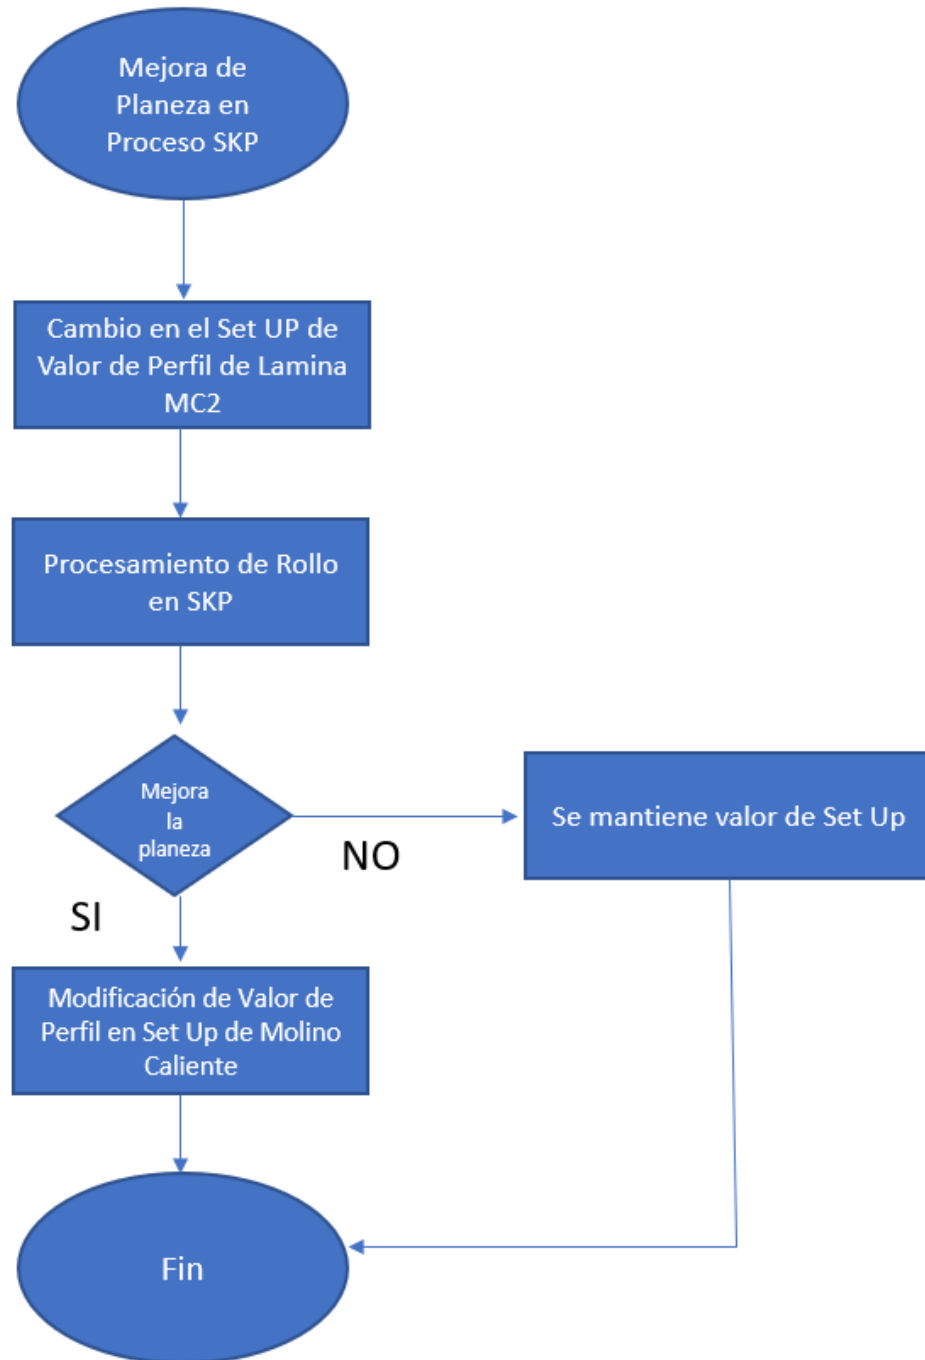 Mejora de
Planeza en
Proceso SKP
Cambio en el Set UP de
Valor de Perfil de Lamina
MC2
Procesamiento de Rollo
en SKP
Mejora
la
planeza
NO
Se mantiene valor de Set Up
SI
Modificación de Valor de
Perfil en Set Up de Molino
Caliente
Fin